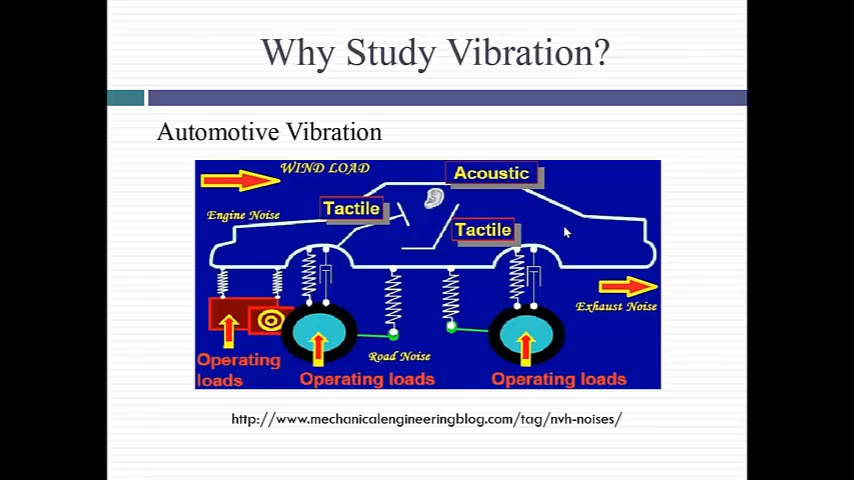 Why Study Vibration?
Automotive Vibration
WIND LOAD
Acoustic
Tactile
Engine Noise
Tactile
Exhaust Noise
Operating
loads
Road Noise
Operating loads
Operating loads
http://www.mechanicalengineeringblog.com/tag/nvh-noises/